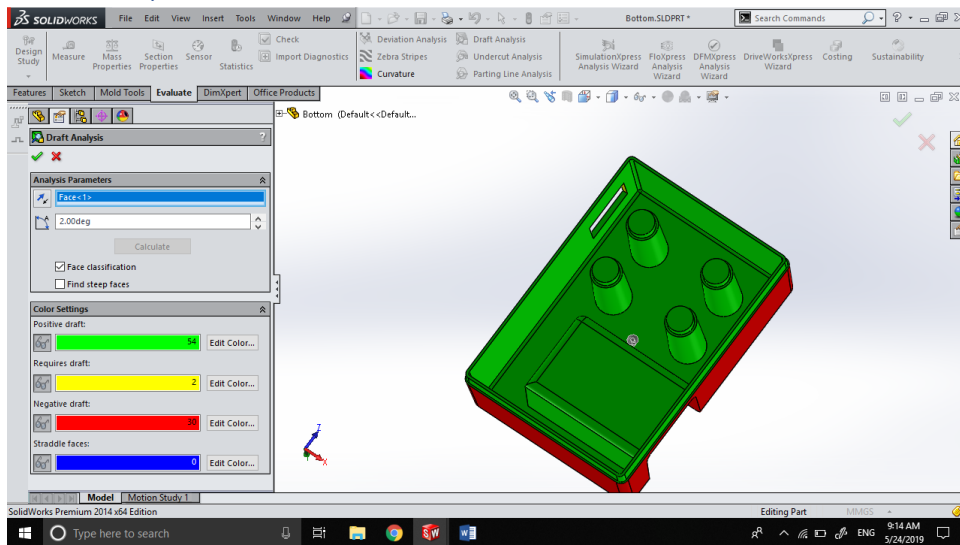 SOLIDWORKS File Edit View Insert Tools Window Help Bottom.SLDPRT * Search Commands
Design Study
Measure
Mass Properties
Section Properties
Sensor
Statistics
Check
Import Diagnostics
Deviation Analysis
Zebra Stripes
Curvature
Draft Analysis
Undercut Analysis
Parting Line Analysis
SimulationXpress Analysis Wizard
FloXpress Analysis Wizard
DFMXpress Analysis Wizard
DriveWorksXpress Wizard
Costing
Sustainability
Features Sketch Mold Tools Evaluate DimXpert Office Products
Bottom (Default<<Default...
Draft Analysis ?
Analysis Parameters
Face<1>
2.00deg
Calculate
Face classification
Find steep faces
Color Settings
Positive draft:
54 Edit Color...
Requires draft:
2 Edit Color...
Negative draft:
30 Edit Color...
Straddle faces:
0 Edit Color...
Z
X
Model Motion Study 1
SolidWorks Premium 2014 x64 Edition Editing Part MMGS
Type here to search ENG 9:14 AM
5/24/2019